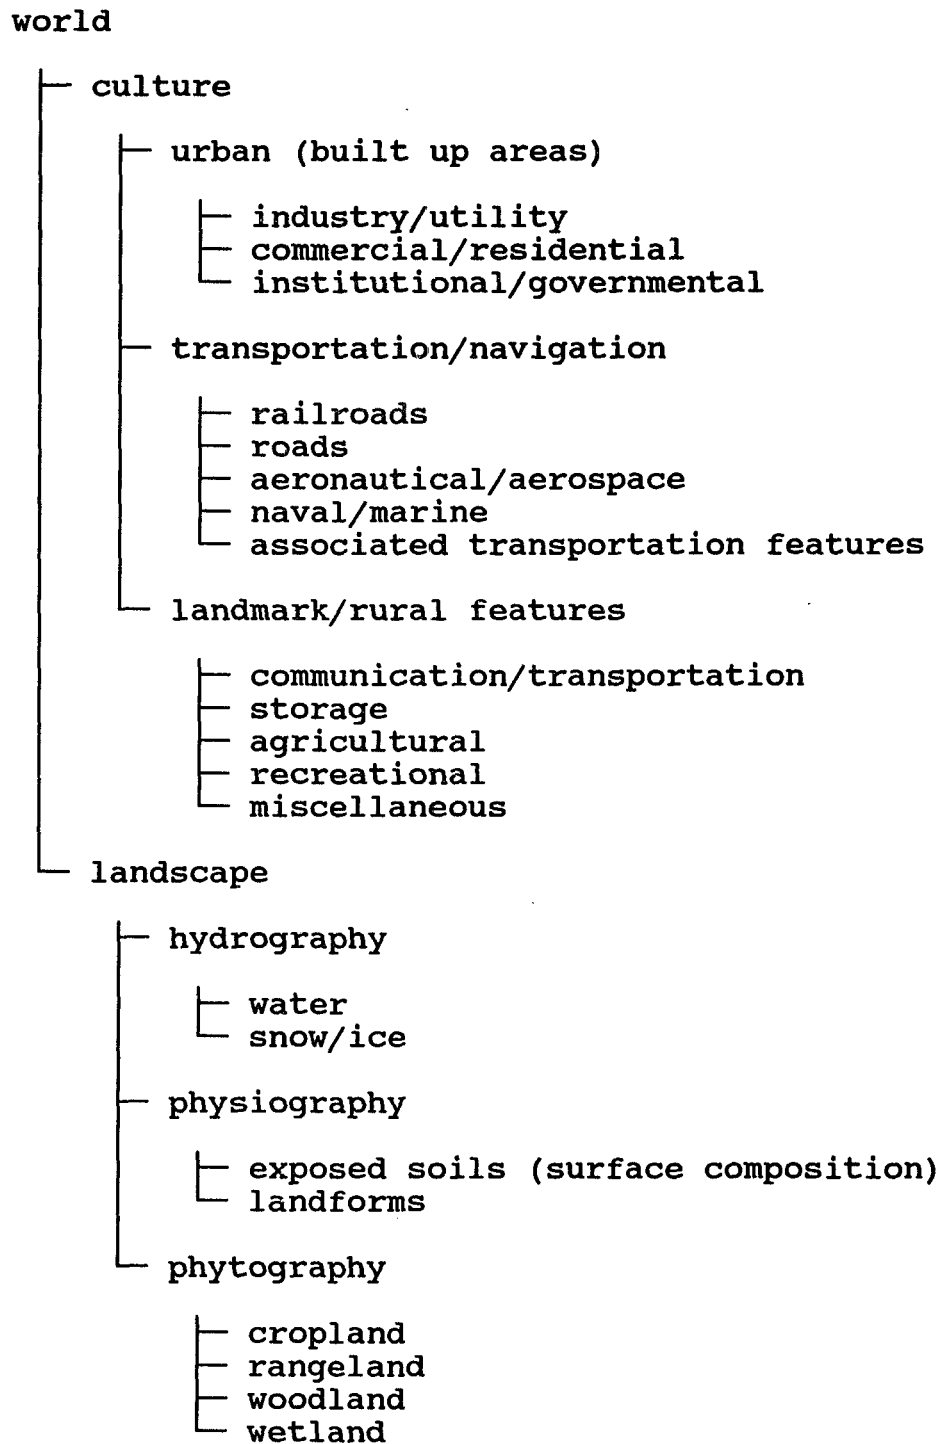 world
culture
urban (built up areas)
industry/utility
commercial/residential
institutional/governmental
transportation/navigation
railroads
roads
aeronautical/aerospace
naval/marine
associated transportation features
landmark/rural features
communication/transportation
storage
agricultural
recreational
miscellaneous
landscape
hydrography
water
snow/ice
physiography
exposed soils (surface composition)
landforms
phytography
cropland
rangeland
woodland
wetland